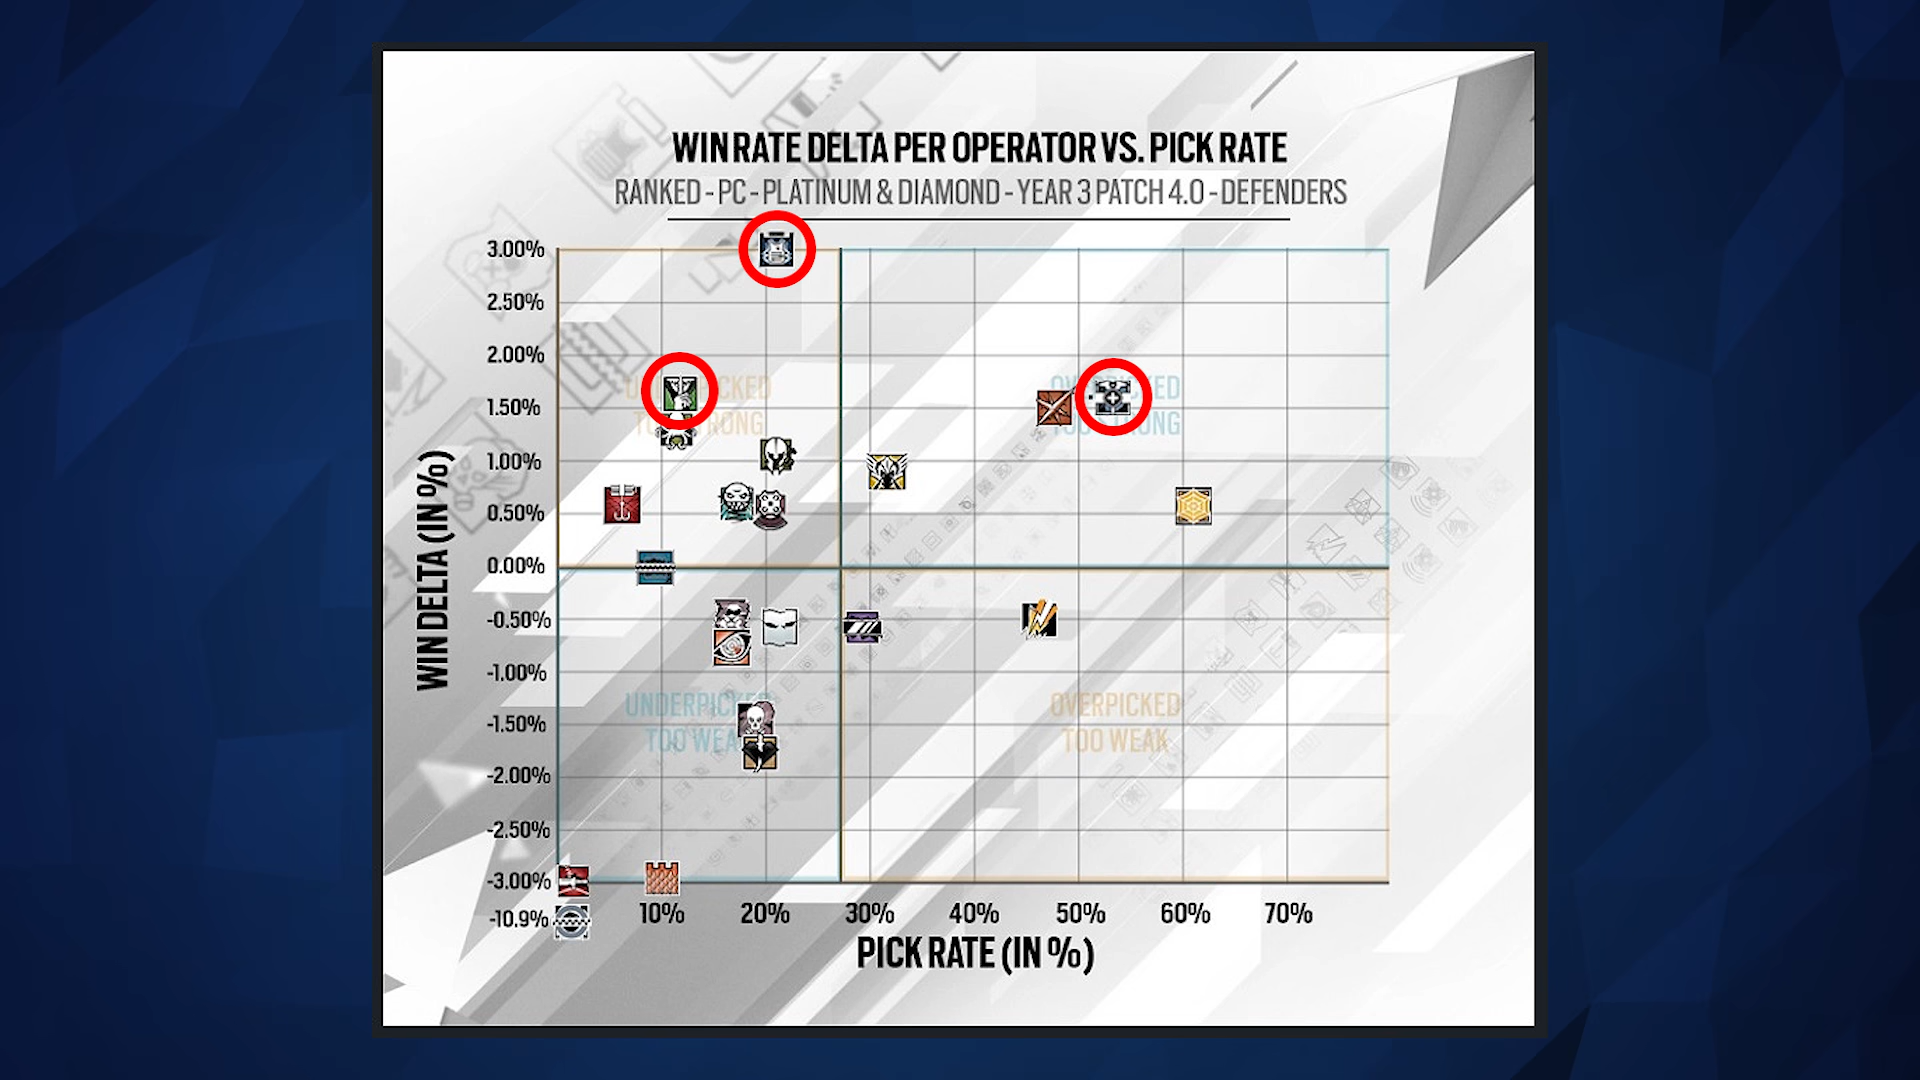 WIN RATE DELTA PER OPERATOR VS. PICK RATE
RANKED - PC - PLATINUM & DIAMOND - YEAR 3 PATCH 4.0 - DEFENDERS
3.00%
2.50%
2.00%
1.50%
1.00%
0.50%
0.00%
-0.50%
-1.00%
-1.50%
-2.00%
-2.50%
-3.00%
-10.9%
WIN DELTA (IN %)
UNDERPICKED
TOO WEAK
OVERPICKED
TOO WEAK
10% 20% 30% 40% 50% 60% 70%
PICK RATE (IN %)